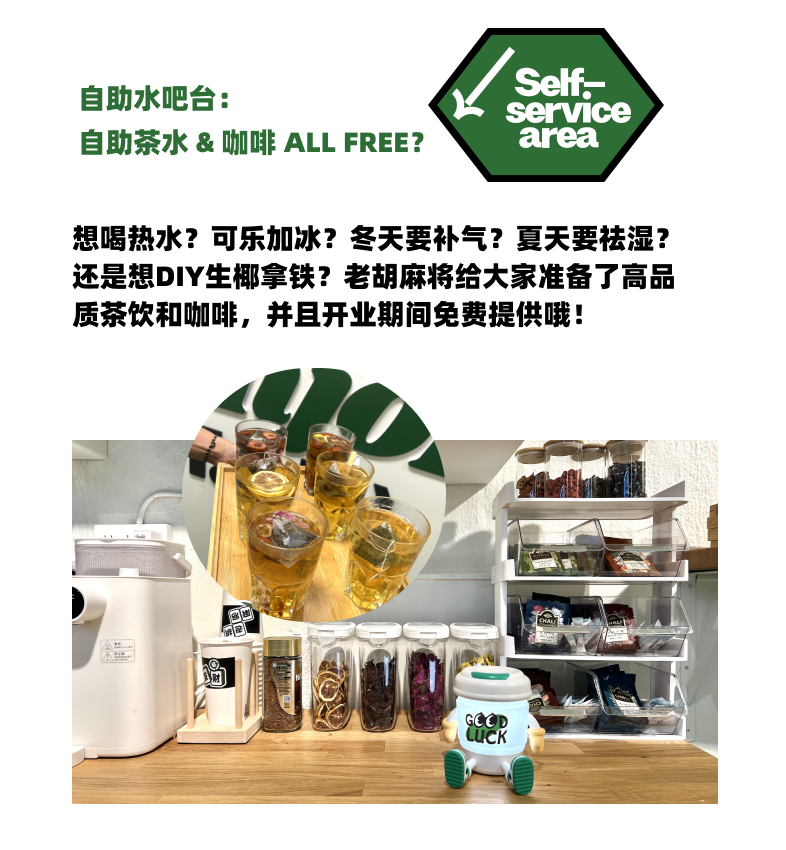 自助水吧台：
自助茶水 & 咖啡 ALL FREE？
Self-
service
area
想喝热水？可乐加冰？冬天要补气？夏天要祛湿？
还是想DIY生椰拿铁？老胡麻将给大家准备了高品
质茶饮和咖啡，并且开业期间免费提供哦！
财
CHALI
CHALI
GOOD
LUCK